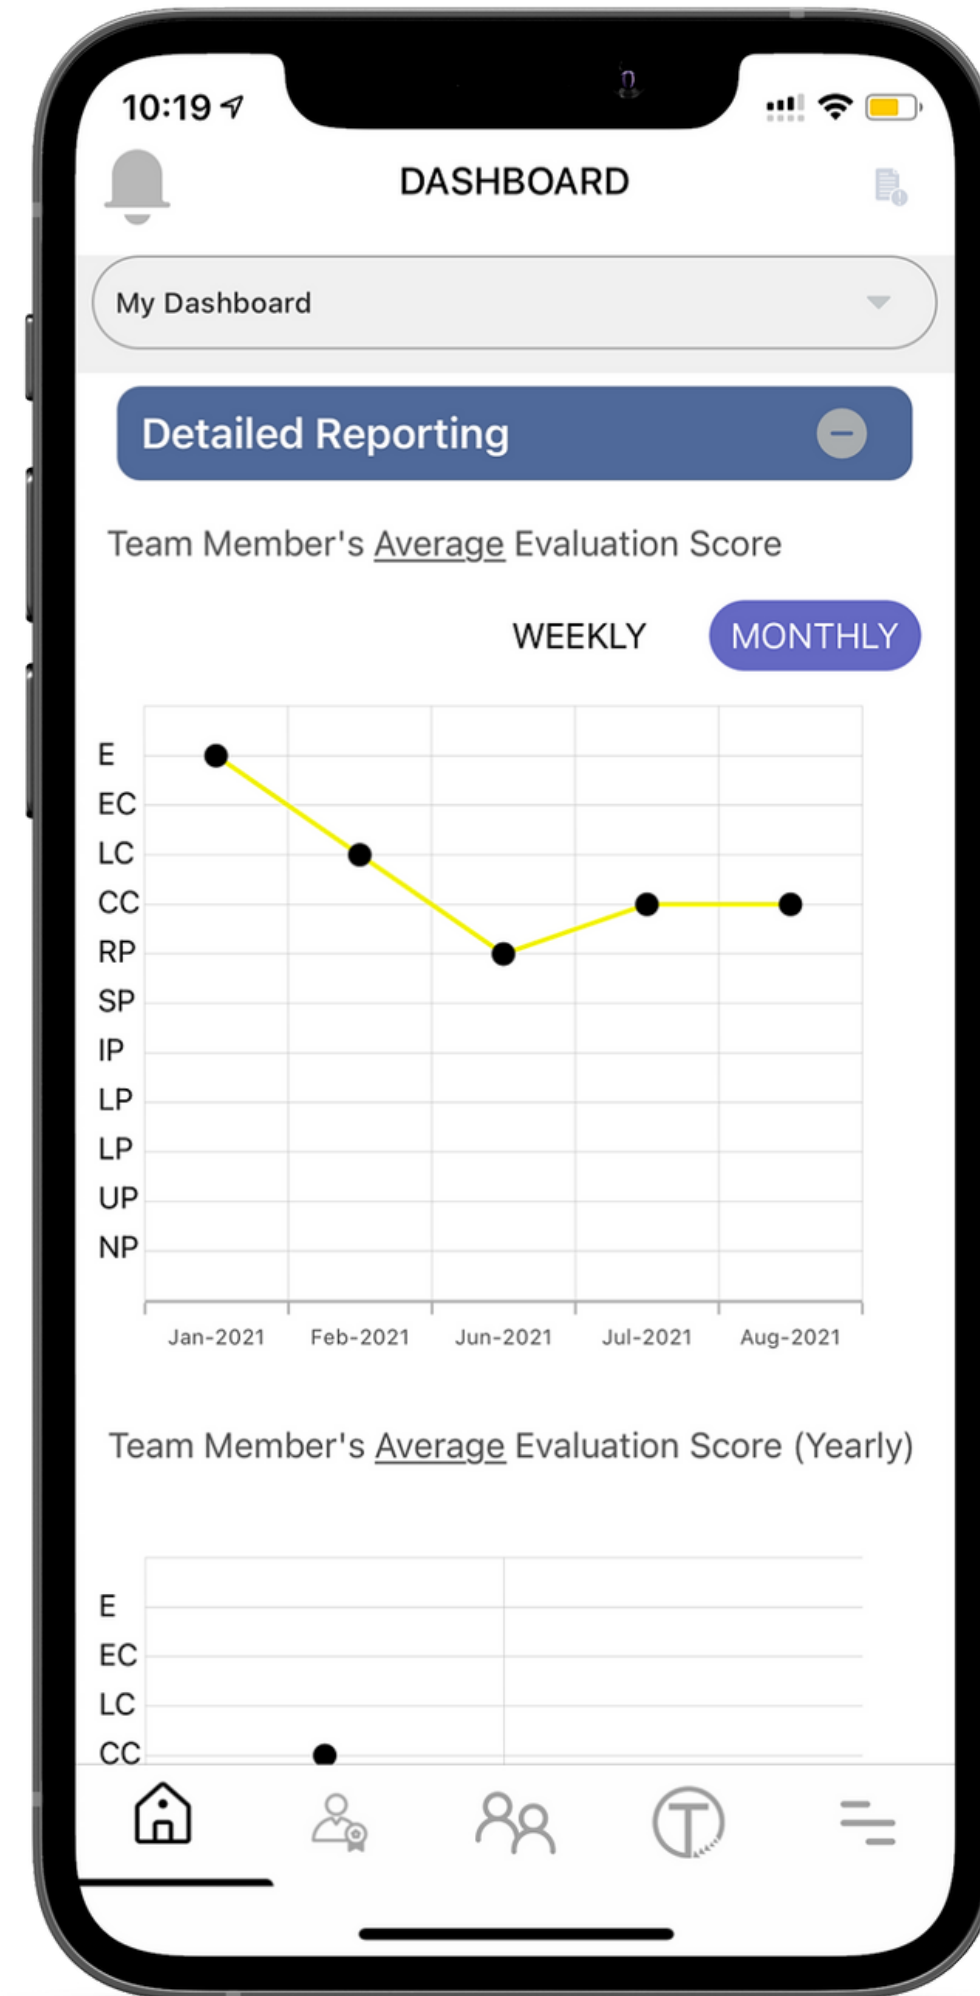 10:19
DASHBOARD
My Dashboard
Detailed Reporting
Team Member's Average Evaluation Score
WEEKLY MONTHLY
E
EC
LC
CC
RP
SP
IP
LP
LP
UP
NP
Jan-2021 Feb-2021 Jun-2021 Jul-2021 Aug-2021
Team Member's Average Evaluation Score (Yearly)
E
EC
LC
CC
T